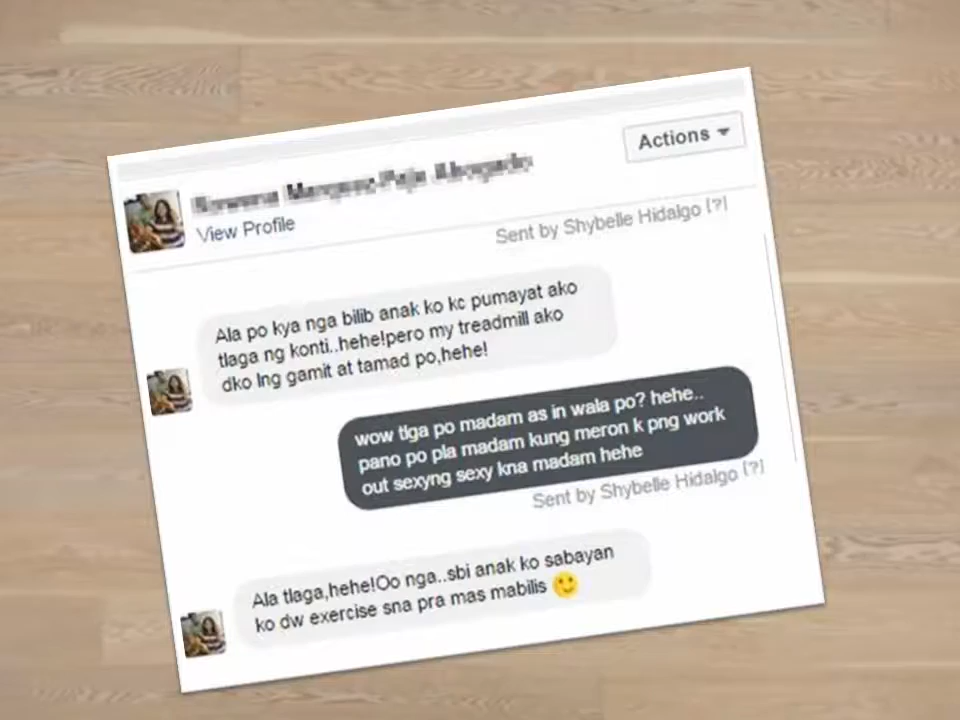 Actions
View Profile
Sent by Shybelle Hidalgo [?]
Ala po kya nga bilib anak ko kc pumayat ako
tlaga ng konti..hehe!pero my treadmill ako
dko lng gamit at tamad po,hehe!
wow tlga po madam as in wala po? hehe..
pano po pla madam kung meron k png work
out sexyng sexy kna madam hehe
Sent by Shybelle Hidalgo [?]
Ala tlaga,hehe!Oo nga..sbi anak ko sabayan
ko dw exercise sna pra mas mabilis